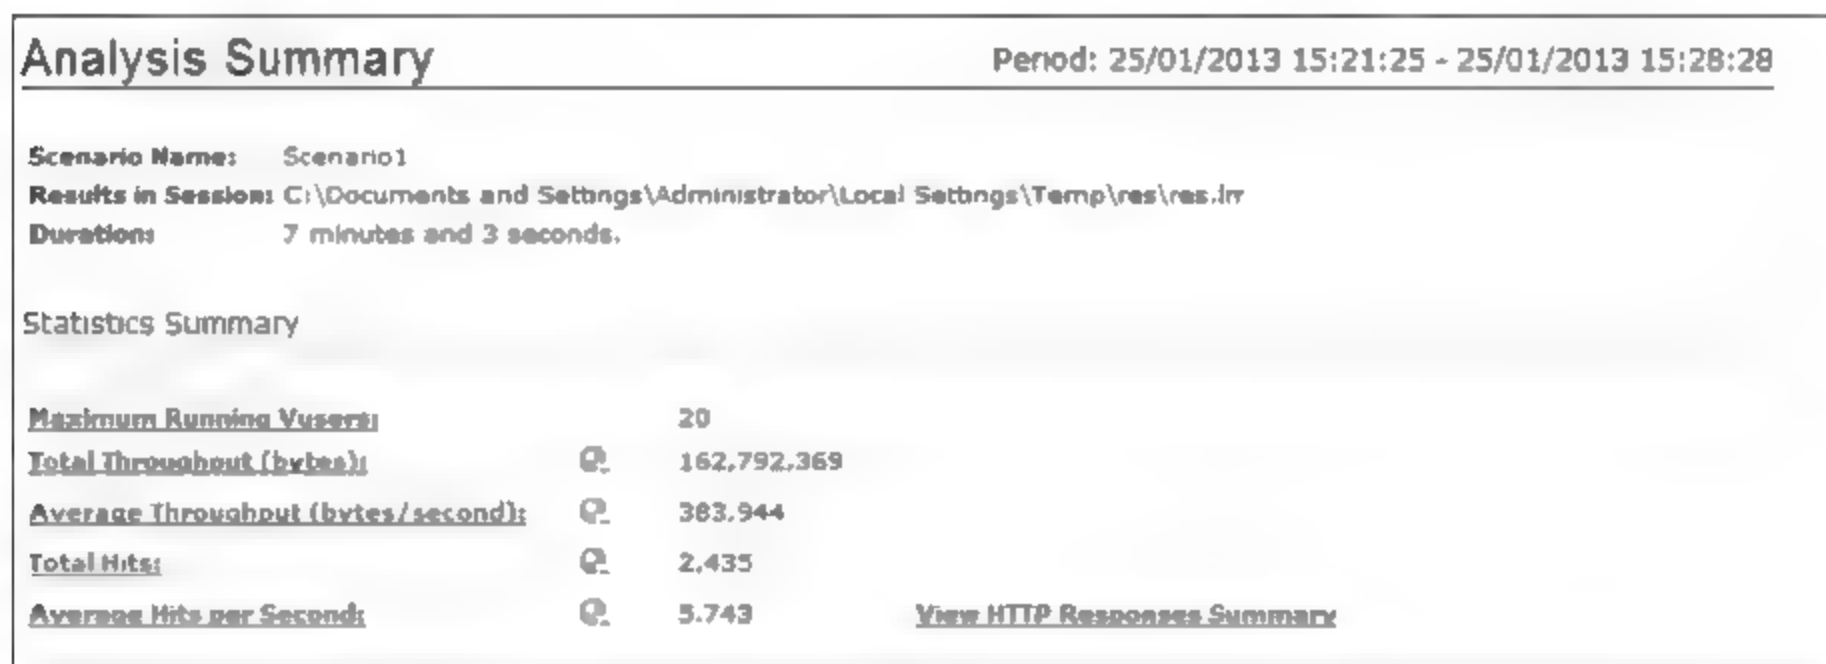 Analysis Summary Period: 25/01/2013 15:21:25 - 25/01/2013 15:28:28
Scenario Name: Scenario1
Results in Session: C:\Documents and Settings\Administrator\Local Settings\Temp\res\res.lrr
Duration: 7 minutes and 3 seconds.
Statistics Summary
Maximum Running Vusers: 20
Total Throughput (bytes): 162,792,369
Average Throughput (bytes/second): 383,944
Total Hits: 2,435
Average Hits per Second: 5.743 View HTTP Responses Summary